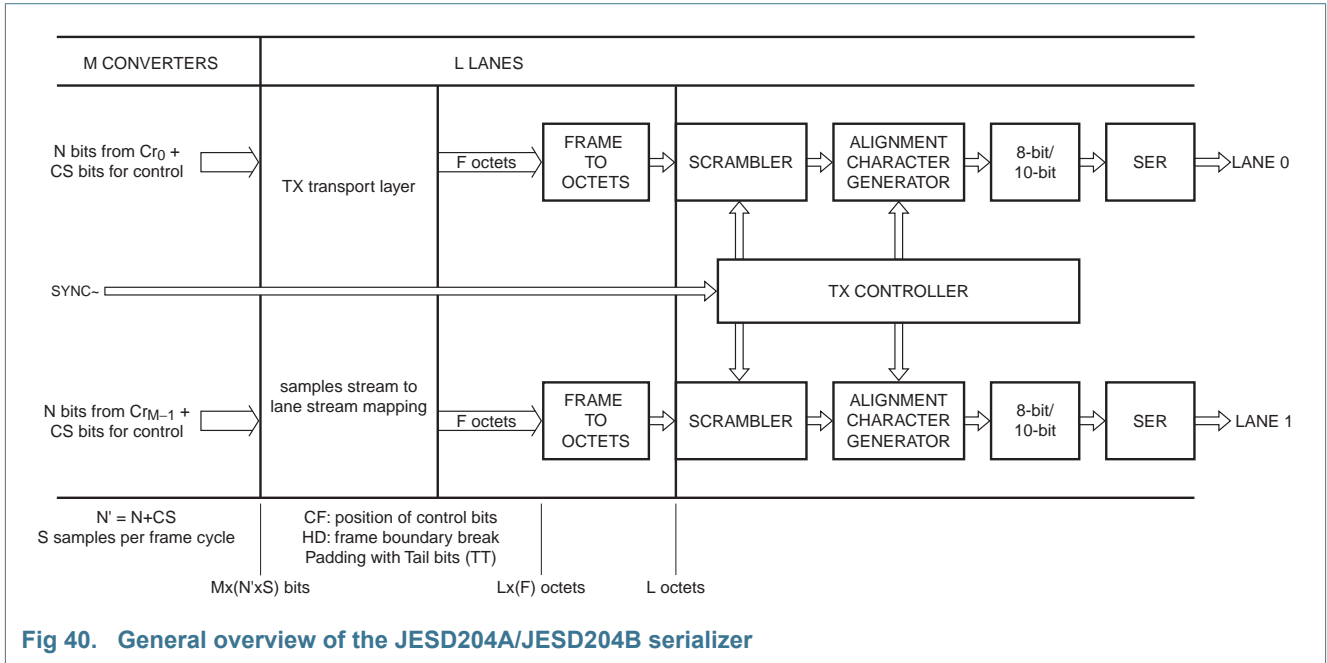 M CONVERTERS
L LANES
N bits from Cr0 +
CS bits for control
TX transport layer
F octets
FRAME
TO
OCTETS
SCRAMBLER
ALIGNMENT
CHARACTER
GENERATOR
8-bit/
10-bit
SER
LANE 0
SYNC~
TX CONTROLLER
N bits from CrM−1 +
CS bits for control
samples stream to
lane stream mapping
F octets
FRAME
TO
OCTETS
SCRAMBLER
ALIGNMENT
CHARACTER
GENERATOR
8-bit/
10-bit
SER
LANE 1
N' = N+CS
S samples per frame cycle
CF: position of control bits
HD: frame boundary break
Padding with Tail bits (TT)
Mx(N'xS) bits
Lx(F) octets
L octets
Fig 40. General overview of the JESD204A/JESD204B serializer